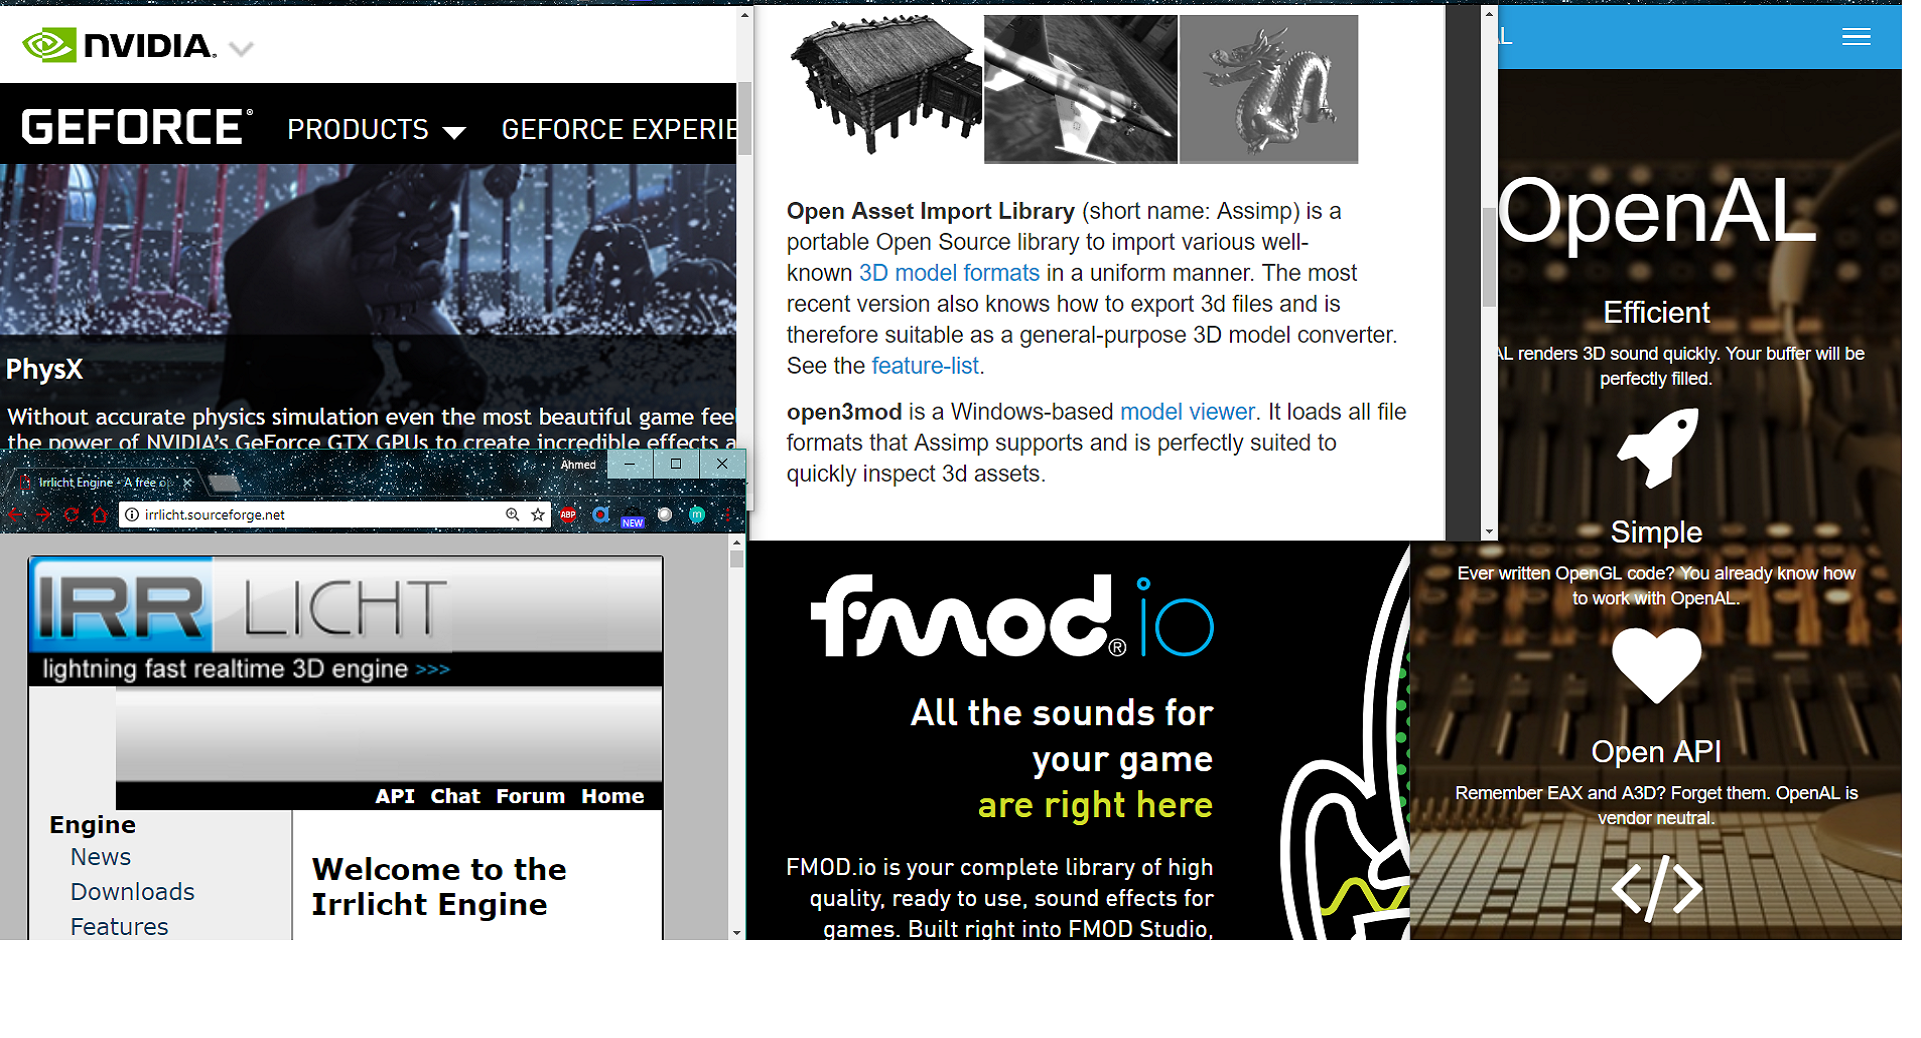 NVIDIA.
GEFORCE®
PRODUCTS
GEFORCE EXPERIE
PhysX
Without accurate physics simulation even the most beautiful game feel
the power of NVIDIA's GeForce GTX GPUs to create incredible effects a
Ahmed
Irrlicht Engine - A free o
irrlicht.sourceforge.net
ABP
NEW
m
IRR LICHT
lightning fast realtime 3D engine >>>
API Chat Forum Home
Engine
News
Downloads
Features
Welcome to the
Irrlicht Engine
Open Asset Import Library (short name: Assimp) is a
portable Open Source library to import various well-
known 3D model formats in a uniform manner. The most
recent version also knows how to export 3d files and is
therefore suitable as a general-purpose 3D model converter.
See the feature-list.
open3mod is a Windows-based model viewer. It loads all file
formats that Assimp supports and is perfectly suited to
quickly inspect 3d assets.
fmod® io
All the sounds for
your game
are right here
FMOD.io is your complete library of high
quality, ready to use, sound effects for
games. Built right into FMOD Studio,
AL
OpenAL
Efficient
AL renders 3D sound quickly. Your buffer will be
perfectly filled.
Simple
Ever written OpenGL code? You already know how
to work with OpenAL.
Open API
Remember EAX and A3D? Forget them. OpenAL is
vendor neutral.
</>